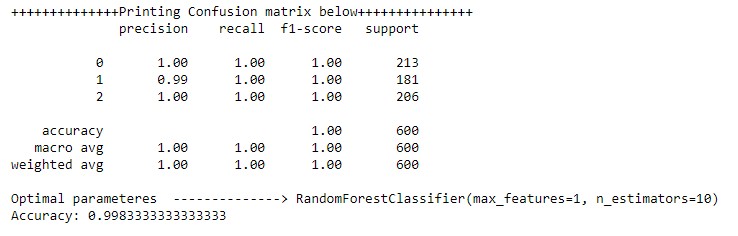 ++++++++++++++Printing Confusion matrix below+++++++++++++++
precision recall f1-score support
0 1.00 1.00 1.00 213
1 0.99 1.00 1.00 181
2 1.00 1.00 1.00 206
accuracy 1.00 600
macro avg 1.00 1.00 1.00 600
weighted avg 1.00 1.00 1.00 600
Optimal parameteres --------------> RandomForestClassifier(max_features=1, n_estimators=10)
Accuracy: 0.9983333333333333